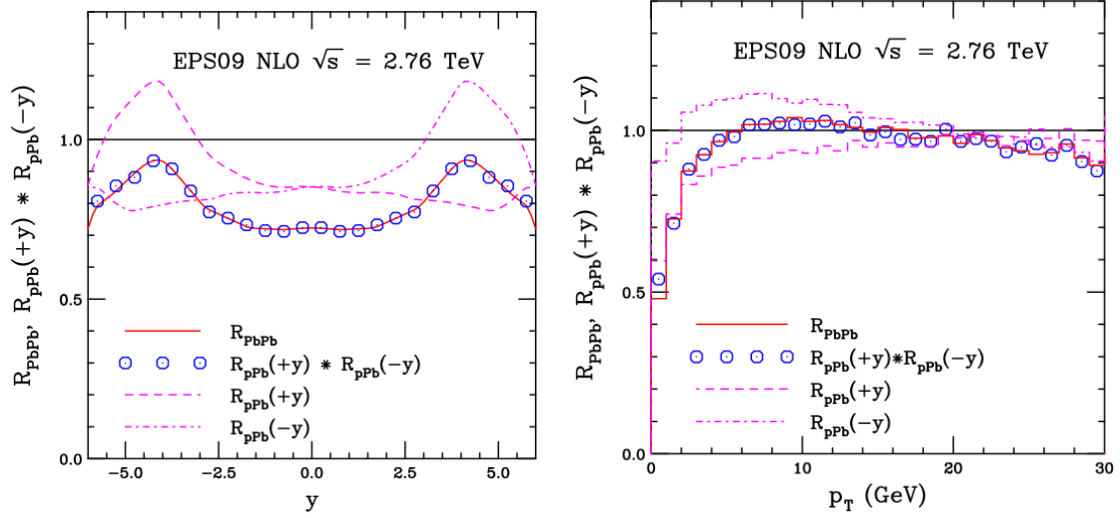 EPS09 NLO √s = 2.76 TeV
R_PbPb, R_pPb(+y) * R_pPb(−y)
1.0
0.5
0.0
R_PbPb
R_pPb(+y) * R_pPb(−y)
R_pPb(+y)
R_pPb(−y)
−5.0 −2.5 0.0 2.5 5.0
y
EPS09 NLO √s = 2.76 TeV
R_PbPb, R_pPb(+y) * R_pPb(−y)
1.0
0.5
0.0
R_PbPb
R_pPb(+y)*R_pPb(−y)
R_pPb(+y)
R_pPb(−y)
0 10 20 30
p_T (GeV)